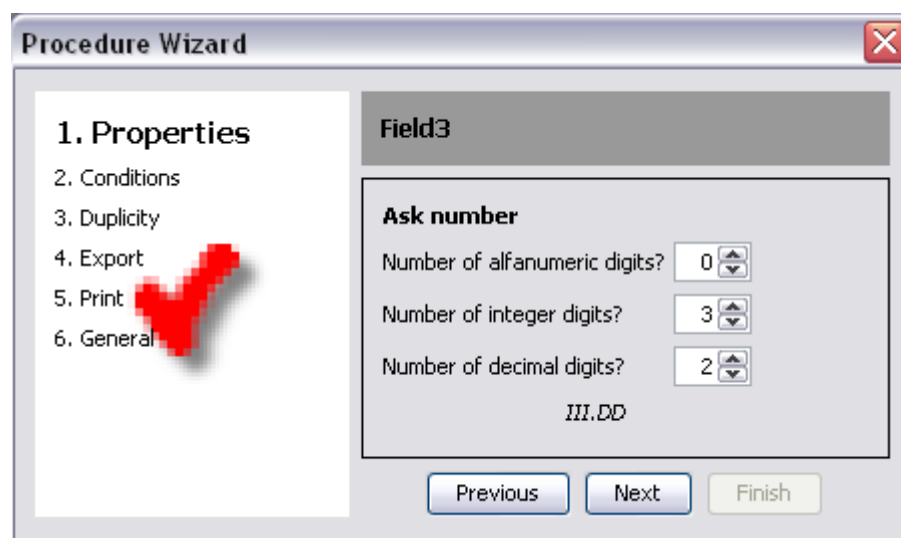 Procedure Wizard
1. Properties
2. Conditions
3. Duplicity
4. Export
5. Print
6. General
Field3
Ask number
Number of alfanumeric digits? 0
Number of integer digits? 3
Number of decimal digits? 2
III.DD
Previous Next Finish